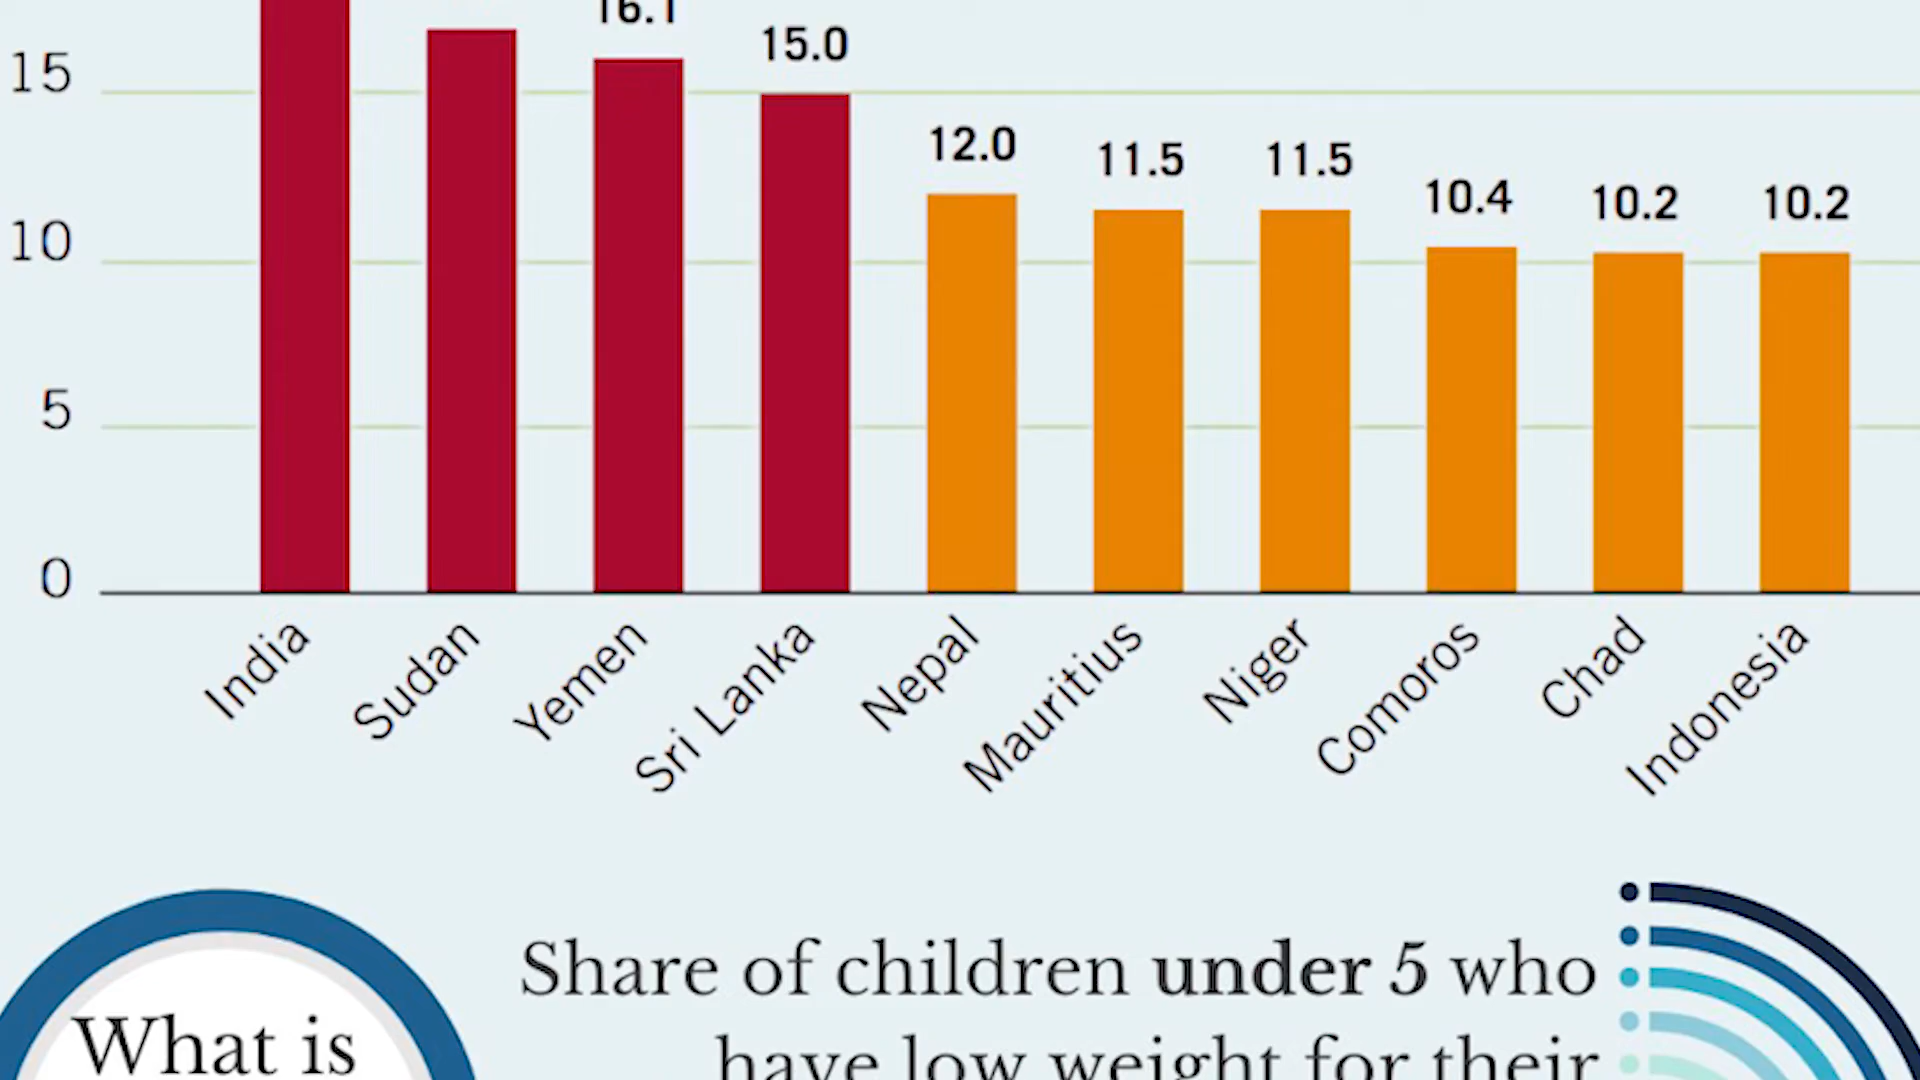 16.1
15.0
15
12.0
11.5
11.5
10.4
10.2
10.2
10
5
0
India
Sudan
Yemen
Sri Lanka
Nepal
Mauritius
Niger
Comoros
Chad
Indonesia
Share of children under 5 who
have low weight for their
What is